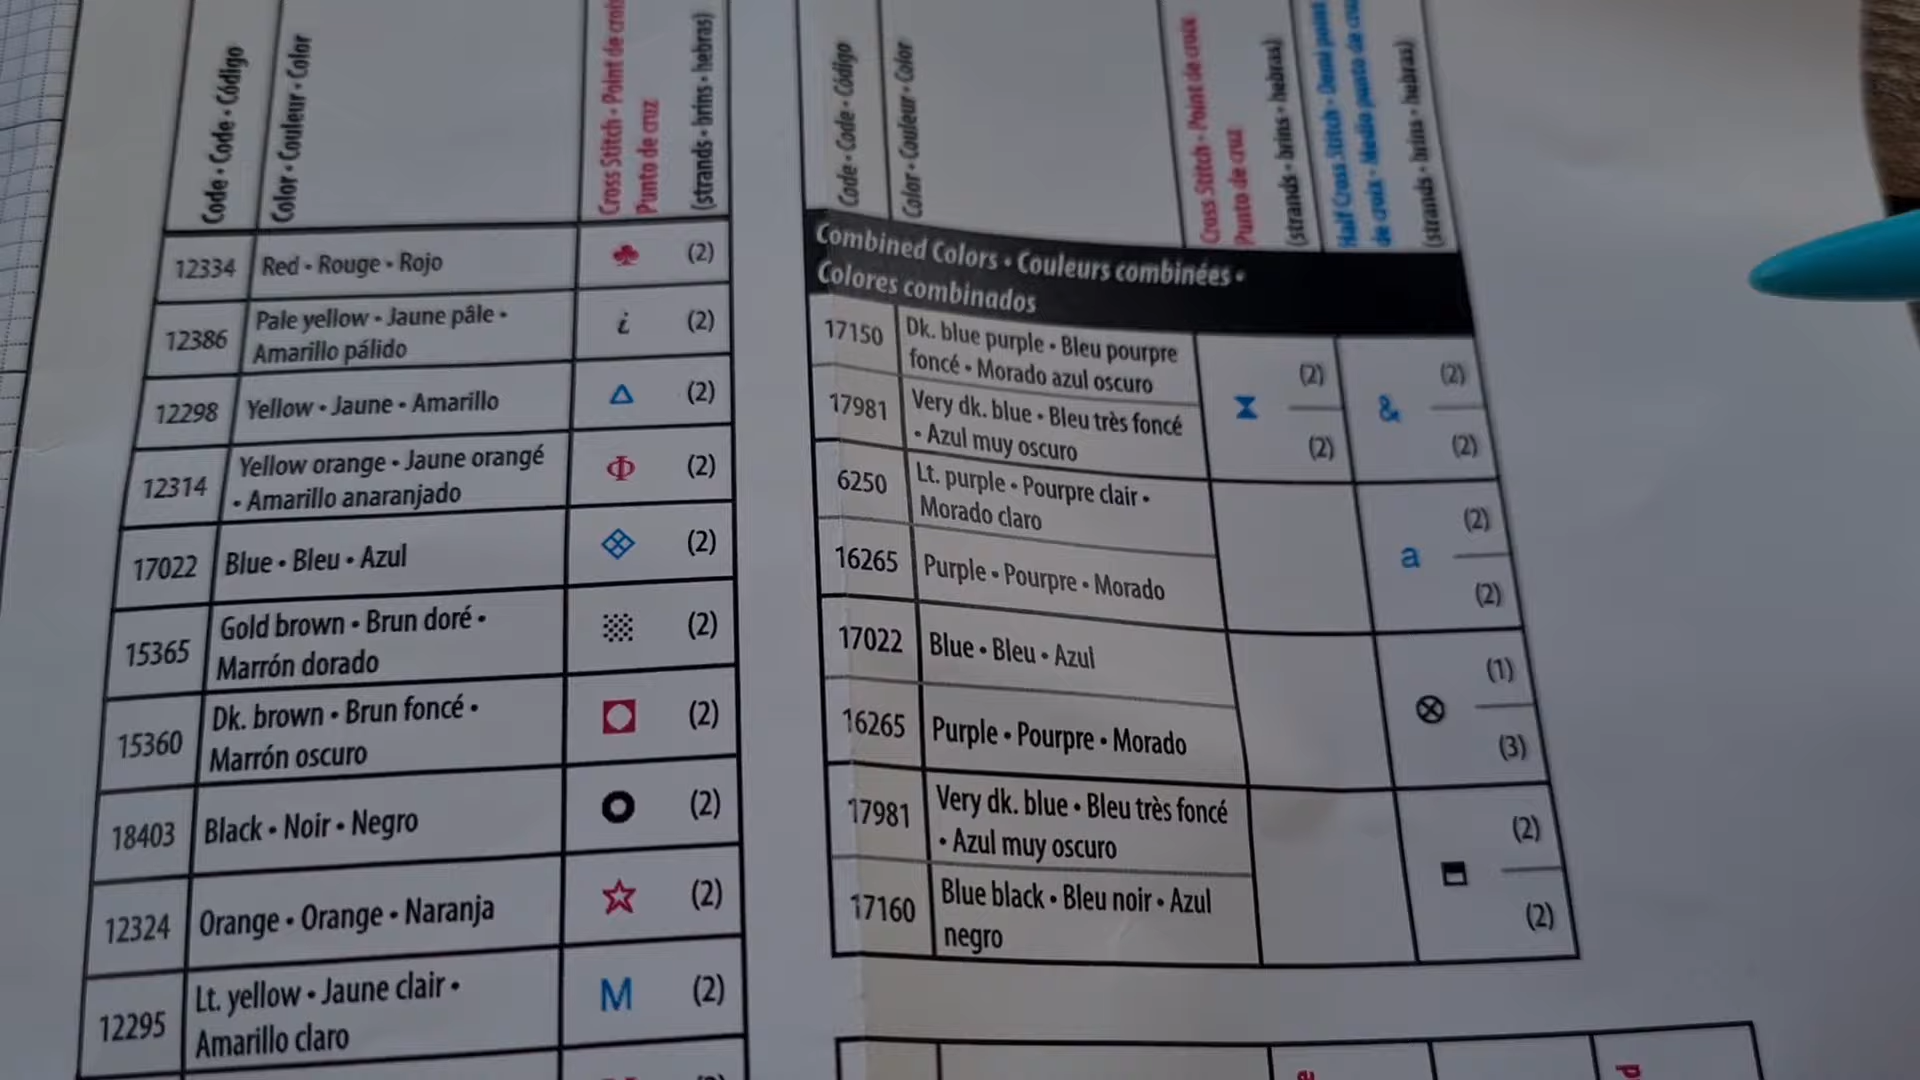 Code • Code • Código
Color • Couleur • Color
Cross Stitch • Point de croix
Punto de cruz
(strands • brins • hebras)
12334 Red • Rouge • Rojo (2)
12386 Pale yellow • Jaune pâle •
Amarillo pálido i (2)
12298 Yellow • Jaune • Amarillo (2)
12314 Yellow orange • Jaune orangé
• Amarillo anaranjado Φ (2)
17022 Blue • Bleu • Azul (2)
15365 Gold brown • Brun doré •
Marrón dorado (2)
15360 Dk. brown • Brun foncé •
Marrón oscuro (2)
18403 Black • Noir • Negro (2)
12324 Orange • Orange • Naranja (2)
12295 Lt. yellow • Jaune clair •
Amarillo claro M (2)
Code • Code • Código
Color • Couleur • Color
Cross Stitch • Point de croix
Punto de cruz
(strands • brins • hebras)
Half Cross Stitch • Demi point
de croix • Medio punto de cruz
(strands • brins • hebras)
Combined Colors • Couleurs combinées •
Colores combinados
17150 Dk. blue purple • Bleu pourpre
foncé • Morado azul oscuro (2) & (2)
17981 Very dk. blue • Bleu très foncé
• Azul muy oscuro (2) (2)
6250 Lt. purple • Pourpre clair •
Morado claro a (2)
16265 Purple • Pourpre • Morado (2)
17022 Blue • Bleu • Azul (1)
16265 Purple • Pourpre • Morado (3)
17981 Very dk. blue • Bleu très foncé
• Azul muy oscuro (2)
17160 Blue black • Bleu noir • Azul
negro (2)